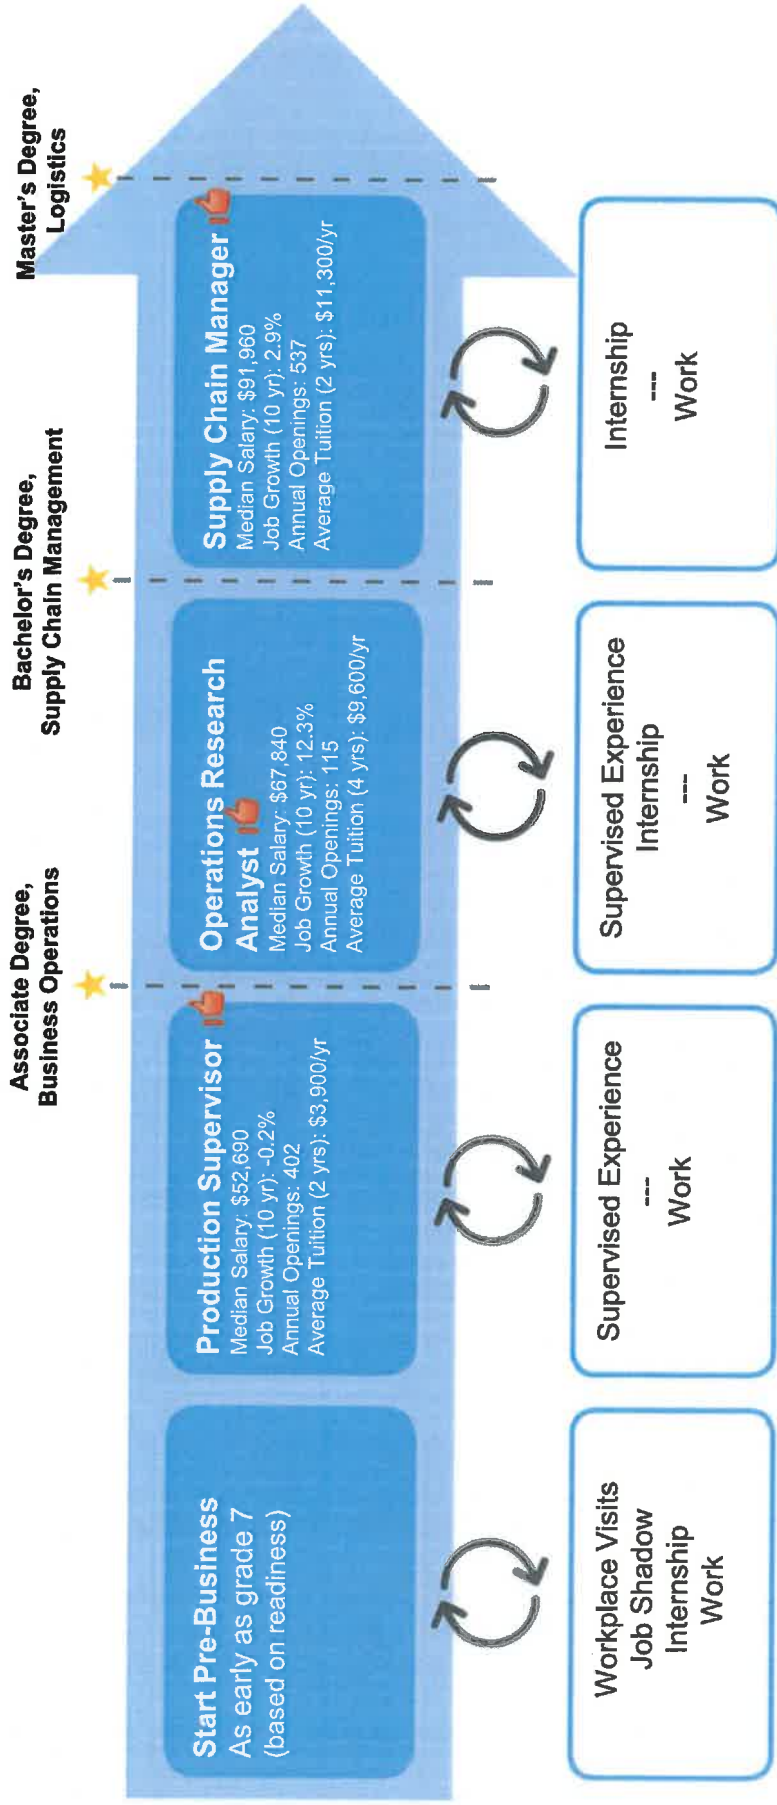 Associate Degree,
Business Operations
Bachelor's Degree,
Supply Chain Management
Master's Degree,
Logistics
Start Pre-Business
As early as grade 7
(based on readiness)
Production Supervisor
Median Salary: $52,690
Job Growth (10 yr): -0.2%
Annual Openings: 402
Average Tuition (2 yrs): $3,900/yr
Operations Research
Analyst
Median Salary: $67,840
Job Growth (10 yr): 12.3%
Annual Openings: 115
Average Tuition (4 yrs): $9,600/yr
Supply Chain Manager
Median Salary: $91,960
Job Growth (10 yr): 2.9%
Annual Openings: 537
Average Tuition (2 yrs): $11,300/yr
Workplace Visits
Job Shadow
Internship
Work
Supervised Experience
---
Work
Supervised Experience
Internship
---
Work
Internship
---
Work